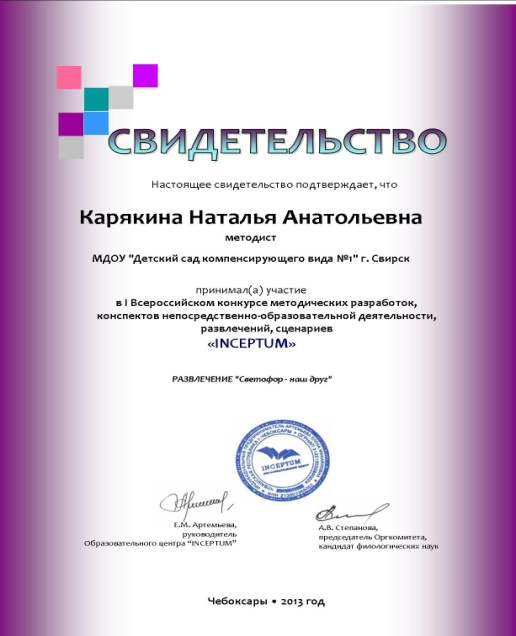 СВИДЕТЕЛЬСТВО
Настоящее свидетельство подтверждает, что
Карякина Наталья Анатольевна
методист
МДОУ "Детский сад компенсирующего вида №1" г. Свирск
принимал(а) участие
в I Всероссийском конкурсе методических разработок,
конспектов непосредственно-образовательной деятельности,
развлечений, сценариев
«INCEPTUM»
РАЗВЛЕЧЕНИЕ "Светофор - наш друг"
INCEPTUM
Е.М. Артемьева,
руководитель
Образовательного центра "INCEPTUM"
А.В. Степанова,
председатель Оргкомитета,
кандидат филологических наук
Чебоксары • 2013 год